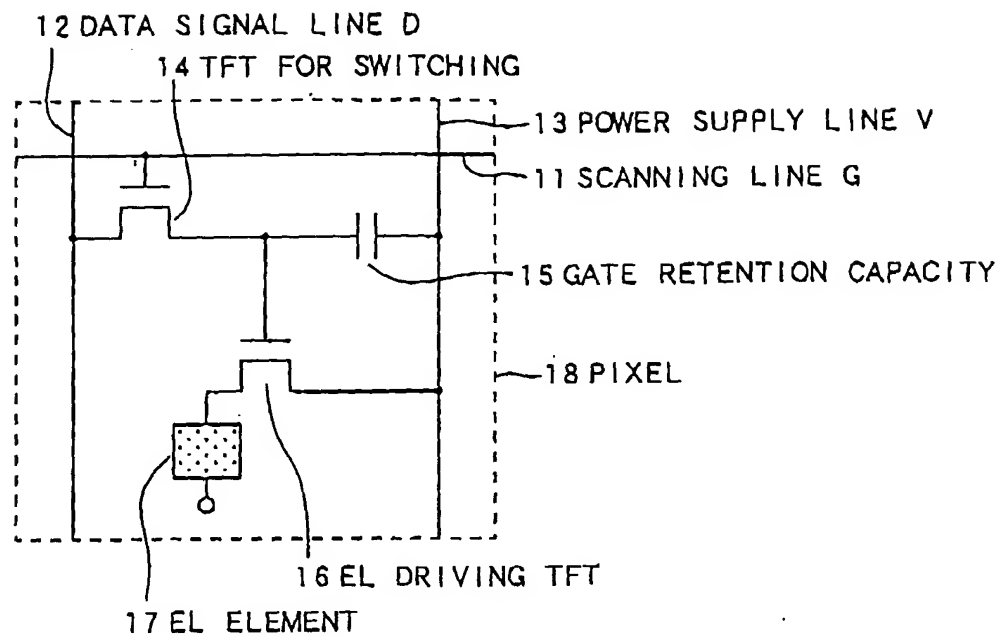 12 DATA SIGNAL LINE D
14 TFT FOR SWITCHING
13 POWER SUPPLY LINE V
11 SCANNING LINE G
15 GATE RETENTION CAPACITY
18 PIXEL
16 EL DRIVING TFT
17 EL ELEMENT